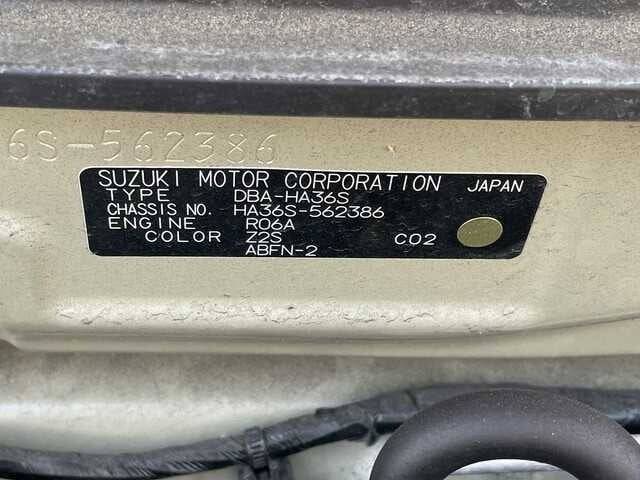 6S-562386
SUZUKI MOTOR CORPORATION JAPAN
TYPE DBA-HA36S
CHASSIS NO. HA36S-562386
ENGINE R06A
COLOR Z2S C02
ABFN-2